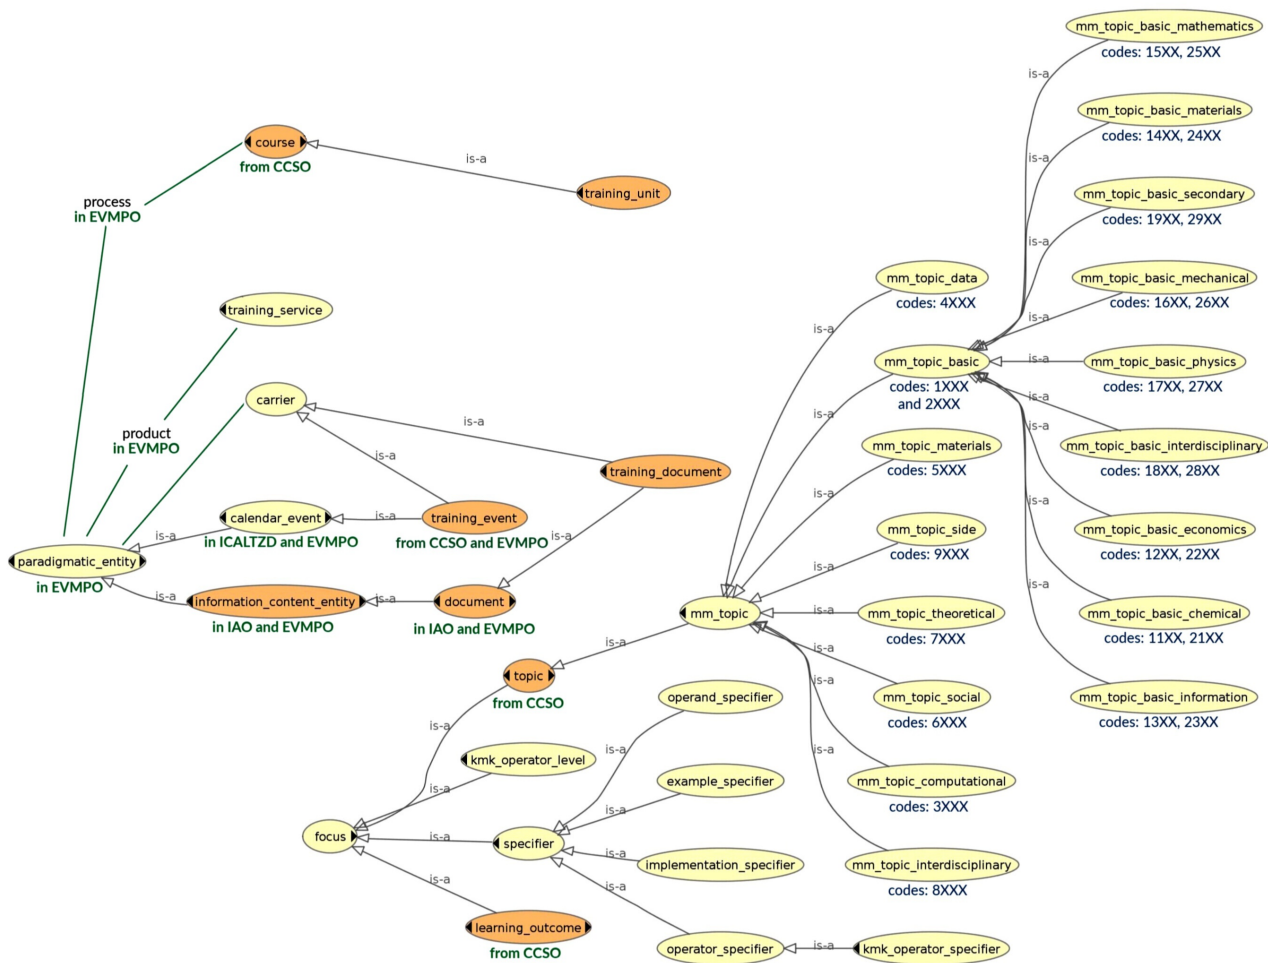 mm_topic_basic_mathematics
codes: 15XX, 25XX
is-a
mm_topic_basic_materials
codes: 14XX, 24XX
is-a
course
from CCSO
is-a
training_unit
process
in EVMPO
mm_topic_basic_secondary
codes: 19XX, 29XX
is-a
mm_topic_data
codes: 4XXX
mm_topic_basic_mechanical
codes: 16XX, 26XX
is-a
training_service
is-a
mm_topic_basic
codes: 1XXX
and 2XXX
is-a
mm_topic_basic_physics
codes: 17XX, 27XX
is-a
carrier
is-a
is-a
product
in EVMPO
is-a
mm_topic_materials
codes: 5XXX
is-a
mm_topic_basic_interdisciplinary
codes: 18XX, 28XX
is-a
training_document
is-a
is-a
calendar_event
in ICALTZD and EVMPO
is-a
training_event
from CCSO and EVMPO
is-a
mm_topic_side
codes: 9XXX
is-a
mm_topic_basic_economics
codes: 12XX, 22XX
is-a
paradigmatic_entity
in EVMPO
is-a
is-a
information_content_entity
in IAO and EVMPO
is-a
document
in IAO and EVMPO
mm_topic
is-a
mm_topic_theoretical
codes: 7XXX
mm_topic_basic_chemical
codes: 11XX, 21XX
is-a
is-a
topic
from CCSO
is-a
mm_topic_social
codes: 6XXX
mm_topic_basic_information
codes: 13XX, 23XX
is-a
operand_specifier
is-a
kmk_operator_level
is-a
is-a
example_specifier
is-a
mm_topic_computational
codes: 3XXX
focus
is-a
specifier
is-a
implementation_specifier
mm_topic_interdisciplinary
codes: 8XXX
is-a
is-a
learning_outcome
from CCSO
operator_specifier
is-a
kmk_operator_specifier